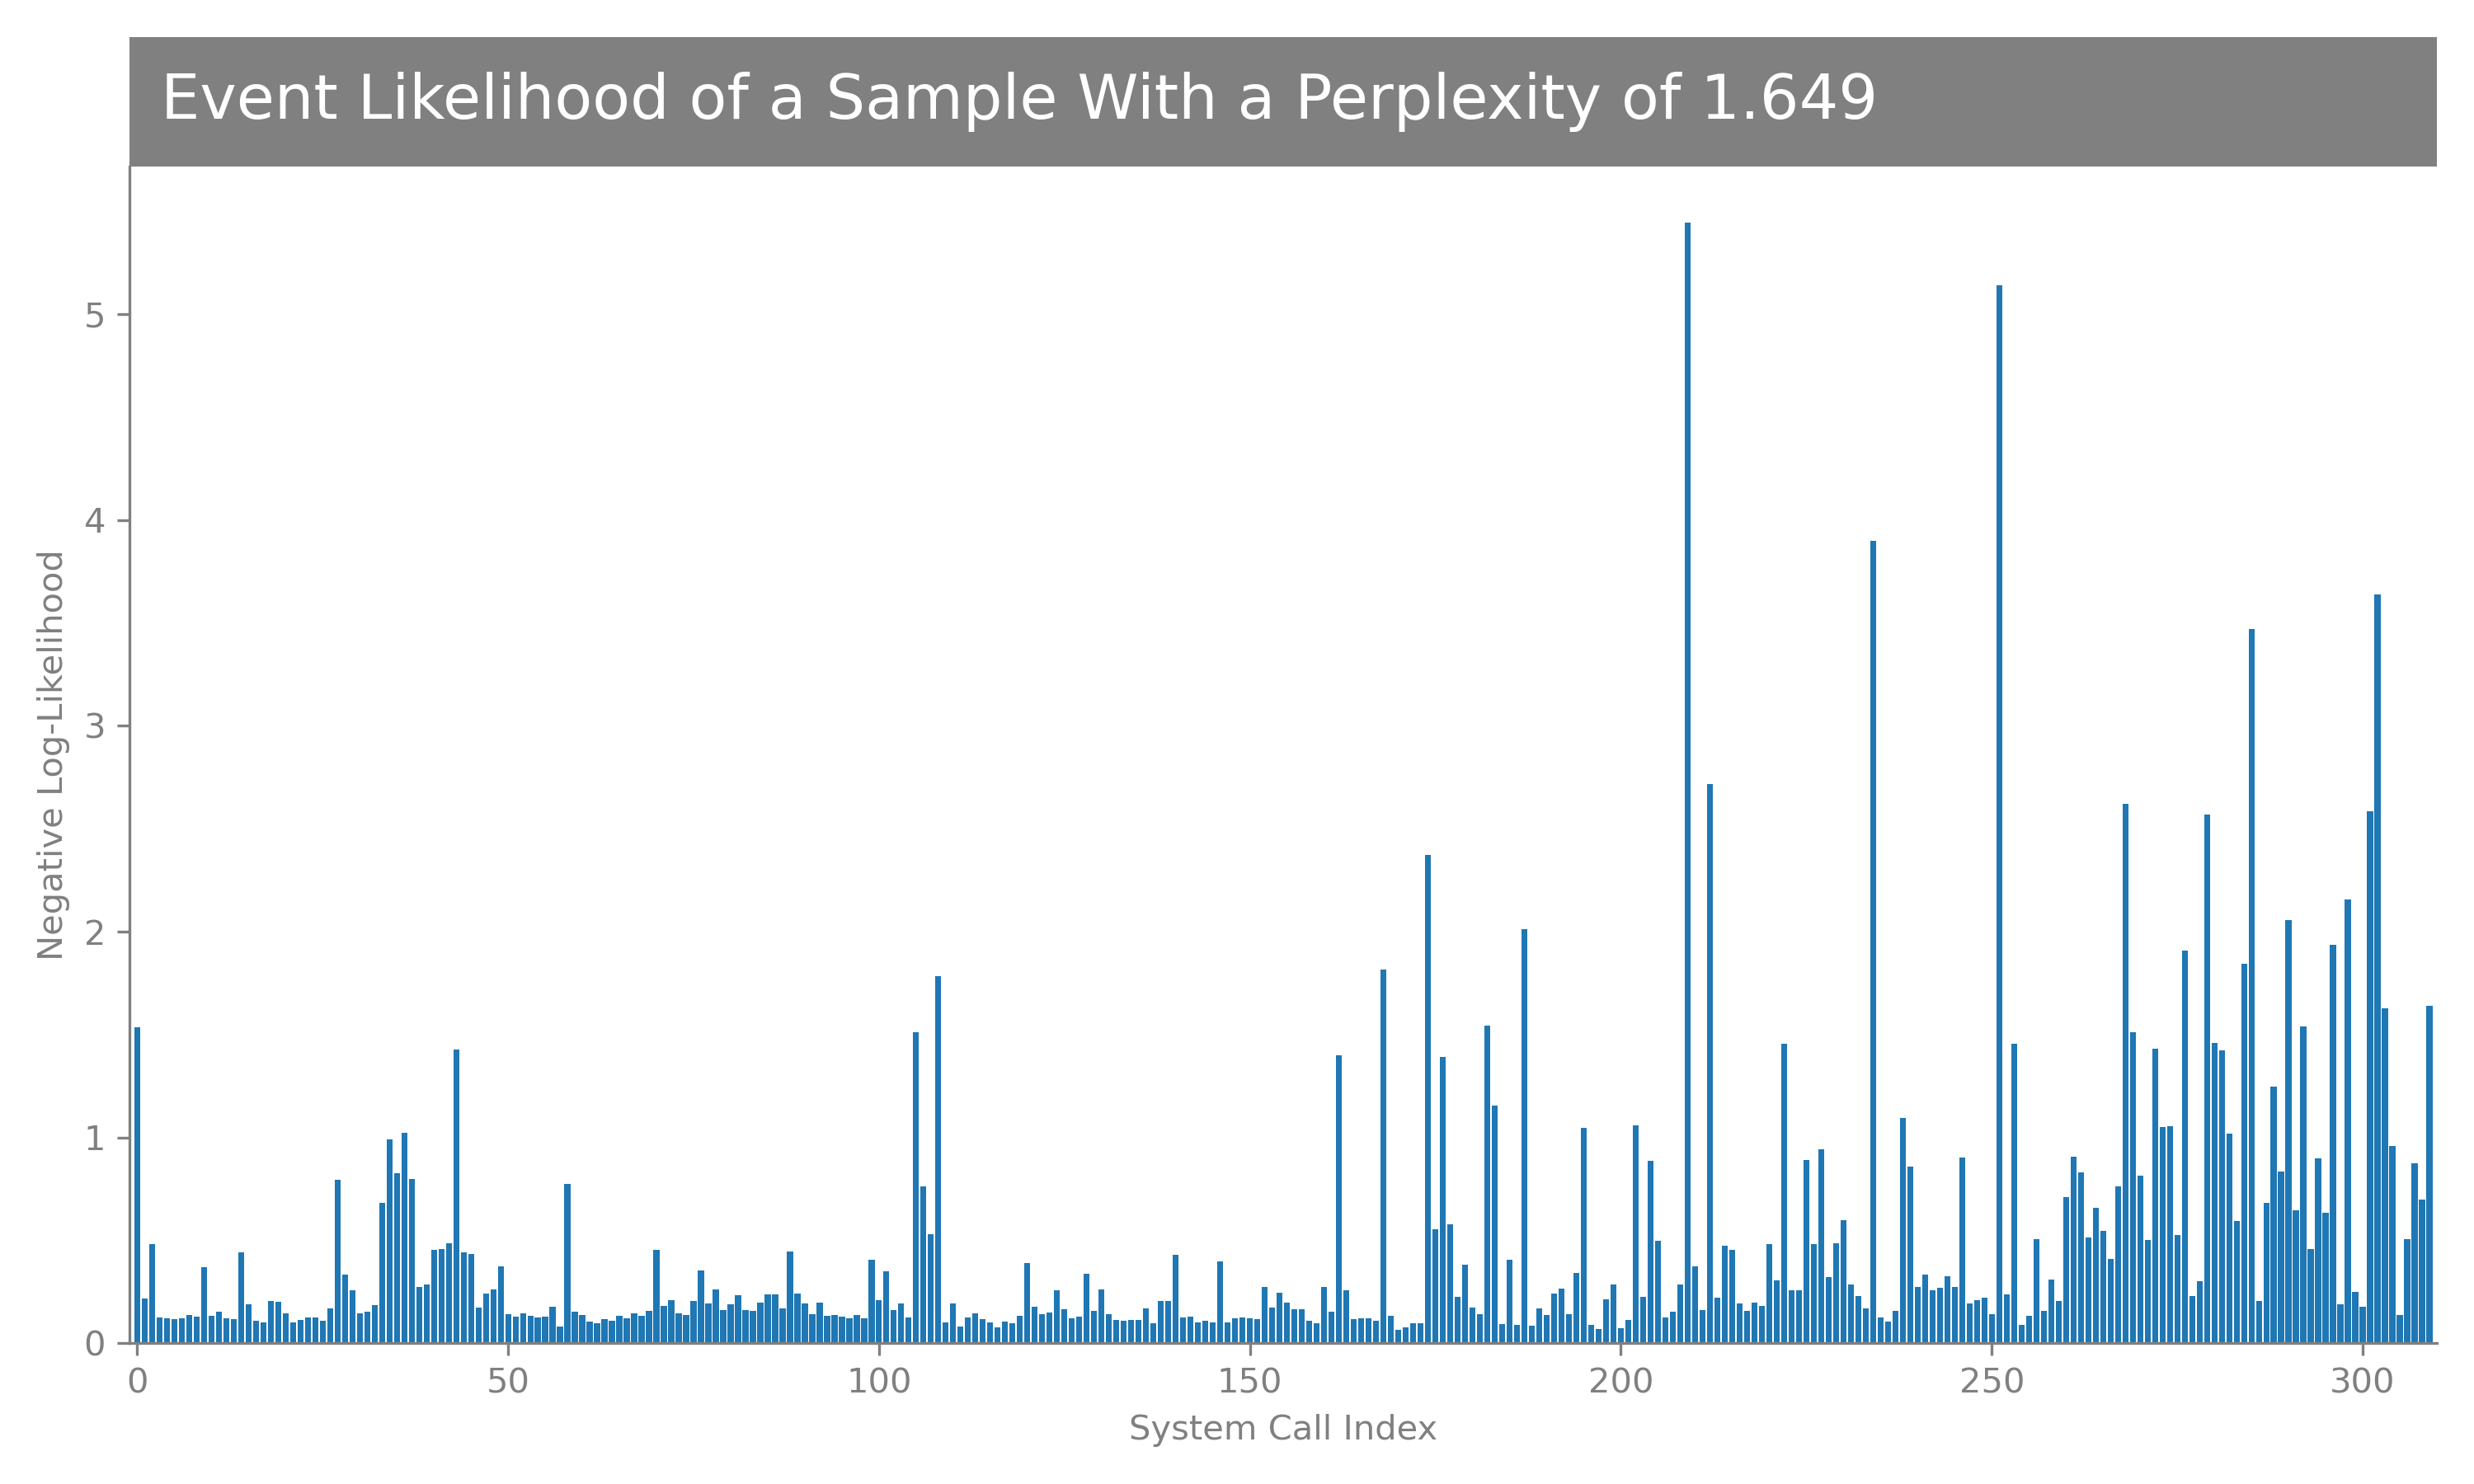 Event Likelihood of a Sample With a Perplexity of 1.649
Negative Log-Likelihood
5
4
3
2
1
0
0 50 100 150 200 250 300
System Call Index